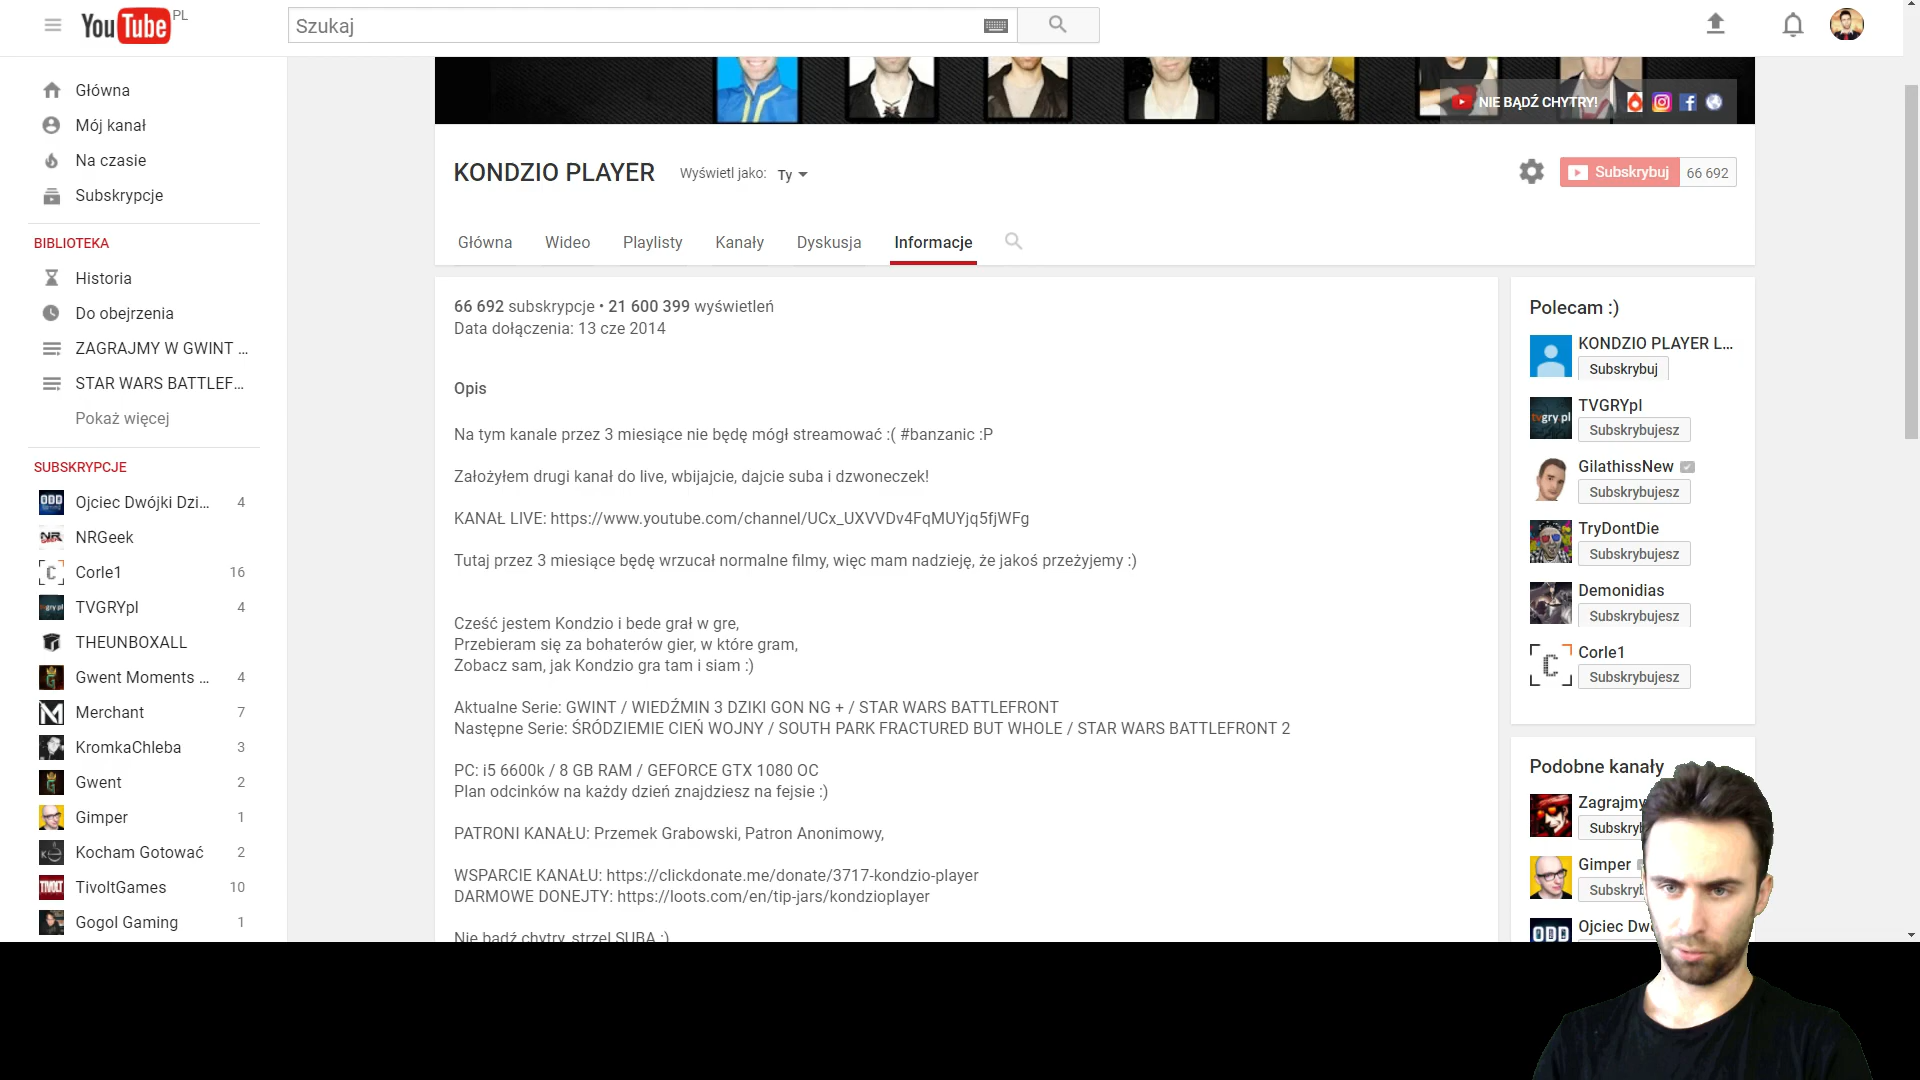 YouTube PL
Szukaj
Główna
Mój kanał
Na czasie
Subskrypcje
BIBLIOTEKA
Historia
Do obejrzenia
ZAGRAJMY W GWINT ...
STAR WARS BATTLEF...
Pokaż więcej
SUBSKRYPCJE
Ojciec Dwójki Dzi... 4
NRGeek
Corle1 16
TVGRYpl 4
THEUNBOXALL
Gwent Moments ... 4
Merchant 7
KromkaChleba 3
Gwent 2
Gimper 1
Kocham Gotować 2
TivoltGames 10
Gogol Gaming 1
NIE BĄDŹ CHYTRY!
KONDZIO PLAYER
Wyświetl jako: Ty
Subskrybuj 66 692
Główna Wideo Playlisty Kanały Dyskusja Informacje
66 692 subskrypcje • 21 600 399 wyświetleń
Data dołączenia: 13 cze 2014
Opis
Na tym kanale przez 3 miesiące nie będę mógł streamować :( #banzanic :P
Założyłem drugi kanał do live, wbijajcie, dajcie suba i dzwoneczek!
KANAŁ LIVE: https://www.youtube.com/channel/UCx_UXVVDv4FqMUYjq5fjWFg
Tutaj przez 3 miesiące będę wrzucał normalne filmy, więc mam nadzieję, że jakoś przeżyjemy :)
Cześć jestem Kondzio i bede grał w gre,
Przebieram się za bohaterów gier, w które gram,
Zobacz sam, jak Kondzio gra tam i siam :)
Aktualne Serie: GWINT / WIEDŹMIN 3 DZIKI GON NG + / STAR WARS BATTLEFRONT
Następne Serie: ŚRÓDZIEMIE CIEŃ WOJNY / SOUTH PARK FRACTURED BUT WHOLE / STAR WARS BATTLEFRONT 2
PC: i5 6600k / 8 GB RAM / GEFORCE GTX 1080 OC
Plan odcinków na każdy dzień znajdziesz na fejsie :)
PATRONI KANAŁU: Przemek Grabowski, Patron Anonimowy,
WSPARCIE KANAŁU: https://clickdonate.me/donate/3717-kondzio-player
DARMOWE DONEJTY: https://loots.com/en/tip-jars/kondzioplayer
Nie bądź chytry, strzel SUBA :)
Polecam :)
KONDZIO PLAYER L...
Subskrybuj
TVGRYpl
Subskrybujesz
GilathissNew
Subskrybujesz
TryDontDie
Subskrybujesz
Demonidias
Subskrybujesz
Corle1
Subskrybujesz
Podobne kanały
Zagrajmy
Subskry
Gimper
Subskry
Ojciec Dw